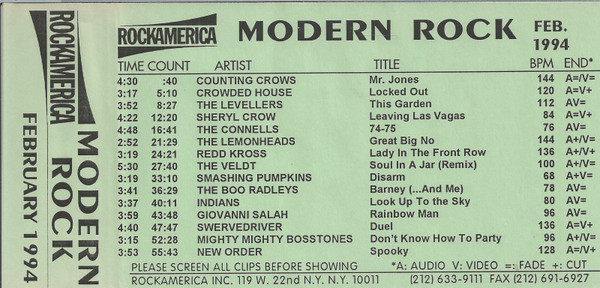 ROCKAMERICA MODERN ROCK FEBRUARY 1994
ROCKAMERICA MODERN ROCK FEB. 1994
TIME COUNT ARTIST TITLE BPM END*
4:30 :40 COUNTING CROWS Mr. Jones 144 A=/V=
3:17 5:10 CROWDED HOUSE Locked Out 120 A=V+
3:52 8:27 THE LEVELLERS This Garden 112 AV=
4:22 12:20 SHERYL CROW Leaving Las Vegas 84 A=V+
4:48 16:41 THE CONNELLS 74-75 76 AV=
2:52 21:29 THE LEMONHEADS Great Big No 144 A+/V=
3:19 24:21 REDD KROSS Lady In The Front Row 136 A+/V+
5:30 27:40 THE VELDT Soul In A Jar (Remix) 100 A+/V=
3:19 33:10 SMASHING PUMPKINS Disarm 68 A+V=
3:41 36:29 THE BOO RADLEYS Barney (...And Me) 78 AV=
3:37 40:11 INDIANS Look Up To the Sky 80 AV=
3:59 43:48 GIOVANNI SALAH Rainbow Man 96 AV=
4:40 47:47 SWERVEDRIVER Duel 136 A=V+
3:15 52:28 MIGHTY MIGHTY BOSSTONES Don't Know How To Party 96 A+/V=
3:53 55:43 NEW ORDER Spooky 128 A=/V+
PLEASE SCREEN ALL CLIPS BEFORE SHOWING *A: AUDIO V: VIDEO =: FADE +: CUT
ROCKAMERICA INC. 119 W. 22nd N.Y. N.Y. 10011 (212) 633-9111 FAX (212) 691-6927